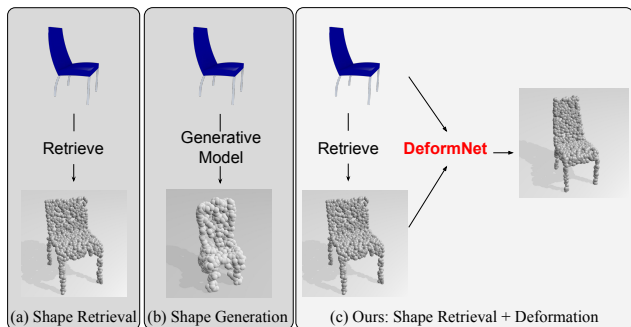 Retrieve
Generative
Model
Retrieve
DeformNet
(a) Shape Retrieval
(b) Shape Generation
(c) Ours: Shape Retrieval + Deformation